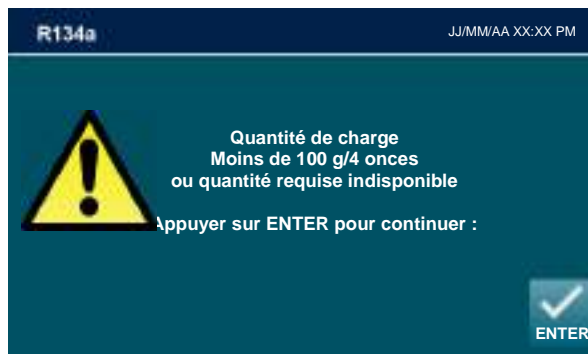 R134a
JJ/MM/AA XX:XX PM
Quantité de charge
Moins de 100 g/4 onces
ou quantité requise indisponible
Appuyer sur ENTER pour continuer :
ENTER